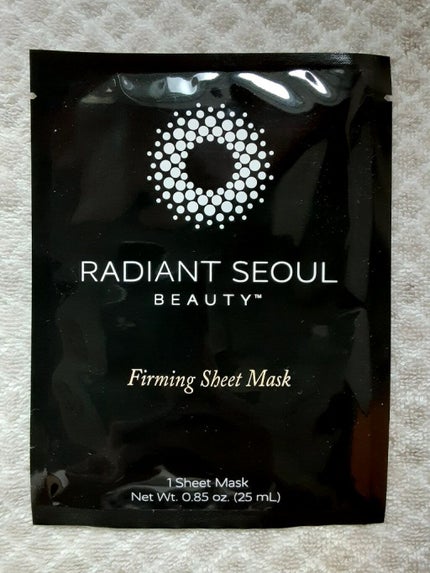 RADIANT SEOUL
BEAUTY™
Firming Sheet Mask
1 Sheet Mask
Net Wt. 0.85 oz. (25 mL)